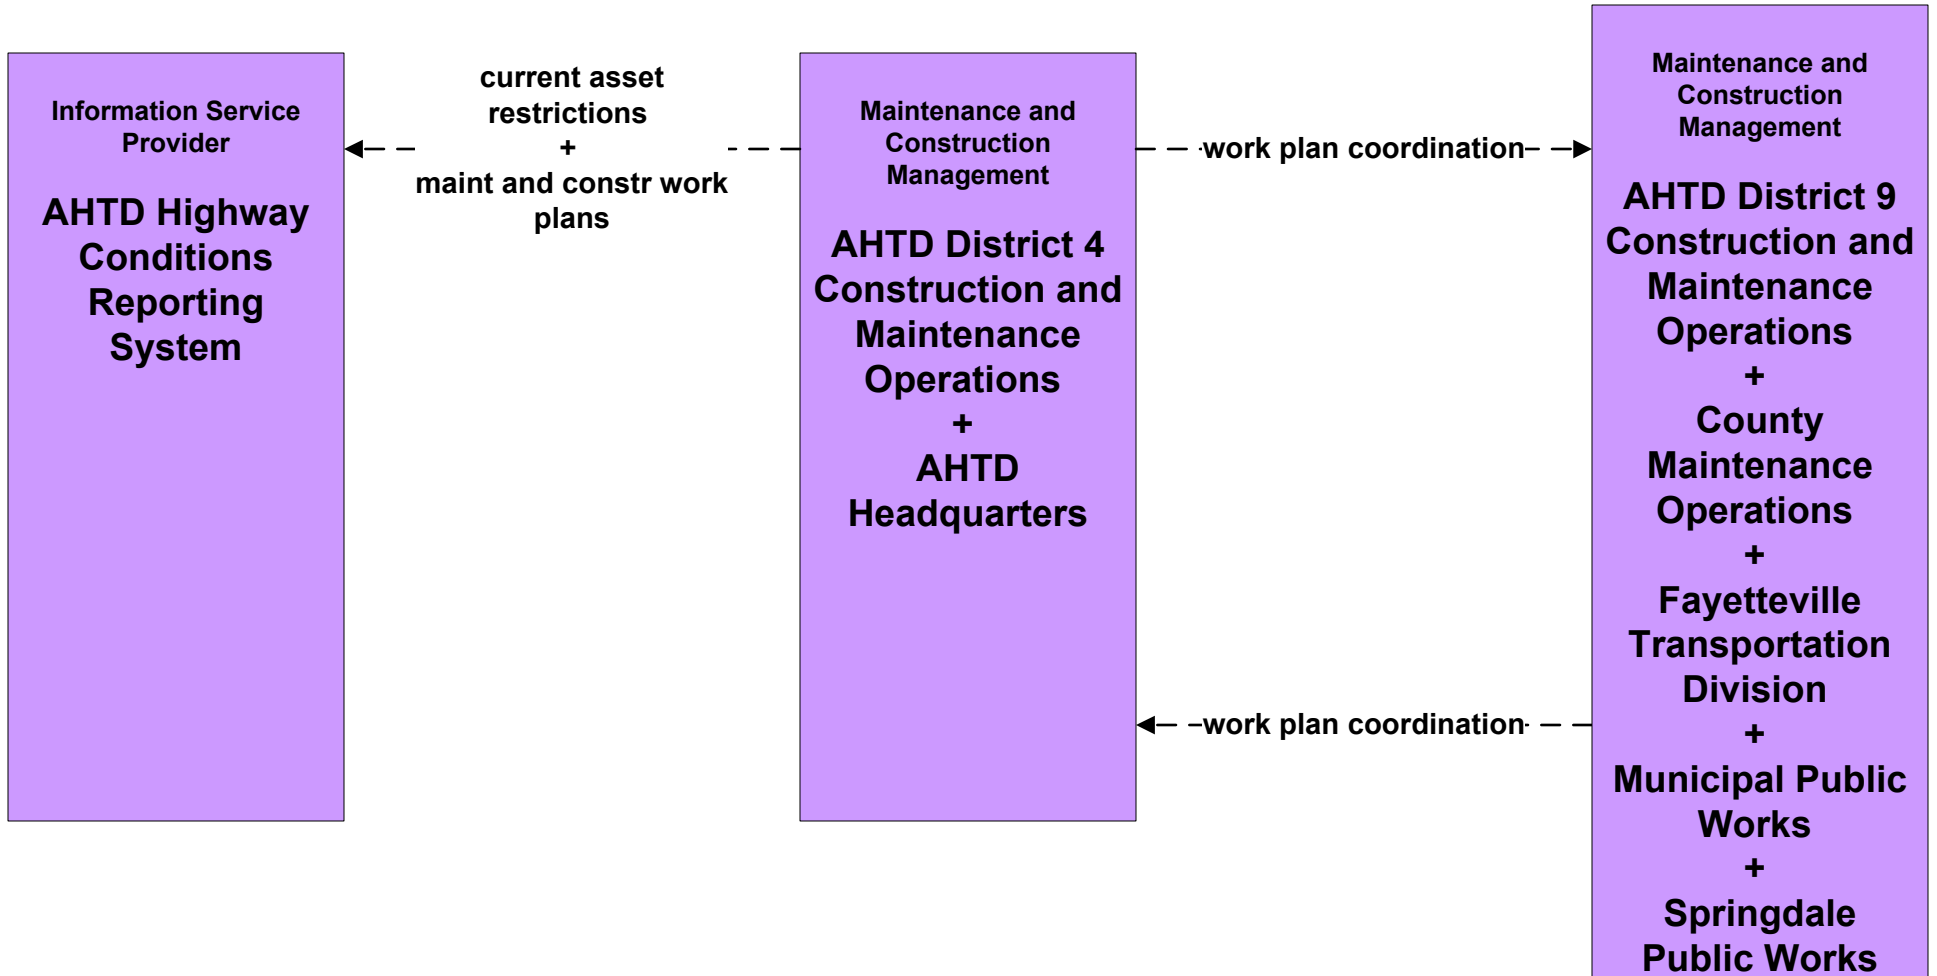 Information Service
Provider
AHTD Highway
Conditions
Reporting
System
current asset
restrictions
+
maint and constr work
plans
Maintenance and
Construction
Management
AHTD District 4
Construction and
Maintenance
Operations
+
AHTD
Headquarters
work plan coordination
work plan coordination
Maintenance and
Construction
Management
AHTD District 9
Construction and
Maintenance
Operations
+
County
Maintenance
Operations
+
Fayetteville
Transportation
Division
+
Municipal Public
Works
+
Springdale
Public Works